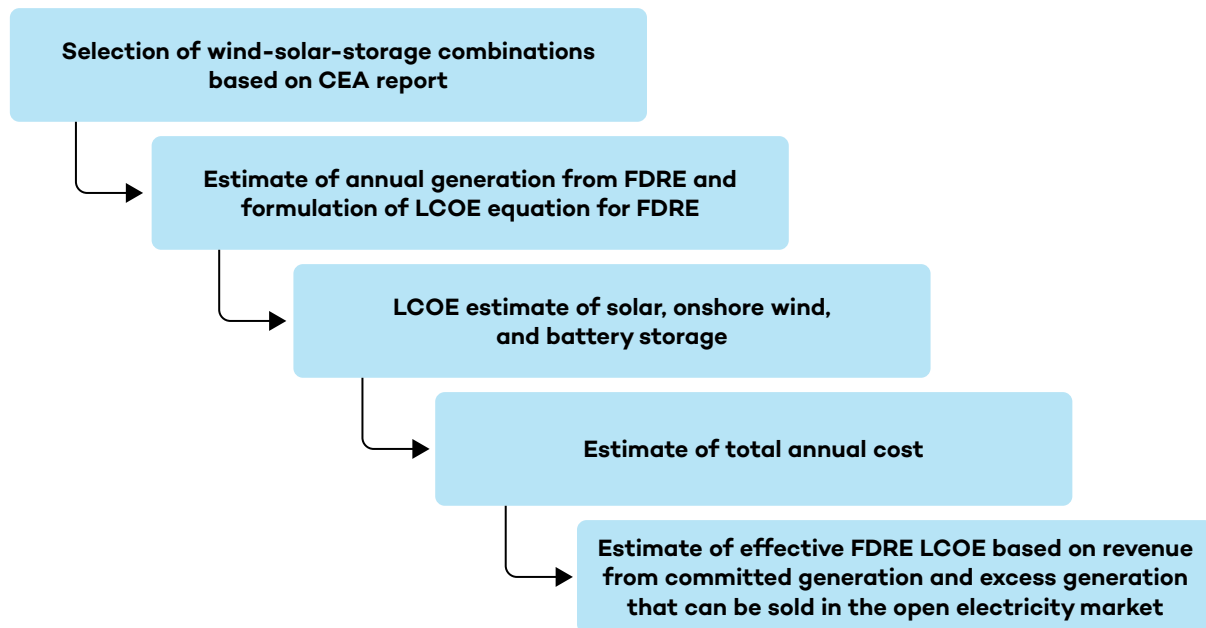 Selection of wind-solar-storage combinations
based on CEA report
Estimate of annual generation from FDRE and
formulation of LCOE equation for FDRE
LCOE estimate of solar, onshore wind,
and battery storage
Estimate of total annual cost
Estimate of effective FDRE LCOE based on revenue
from committed generation and excess generation
that can be sold in the open electricity market